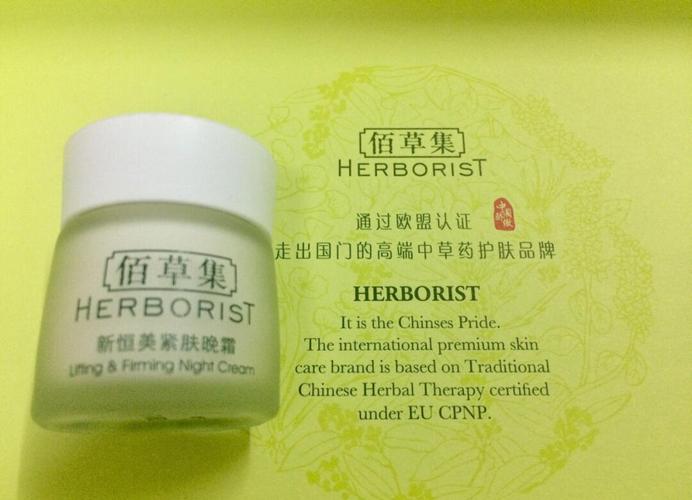 佰草集
HERBORIST
新恒美紧肤晚霜
Lifting & Firming Night Cream
佰草集
HERBORIST
通过欧盟认证
走出国门的高端中草药护肤品牌
HERBORIST
It is the Chinses Pride.
The international premium skin
care brand is based on Traditional
Chinese Herbal Therapy certified
under EU CPNP.